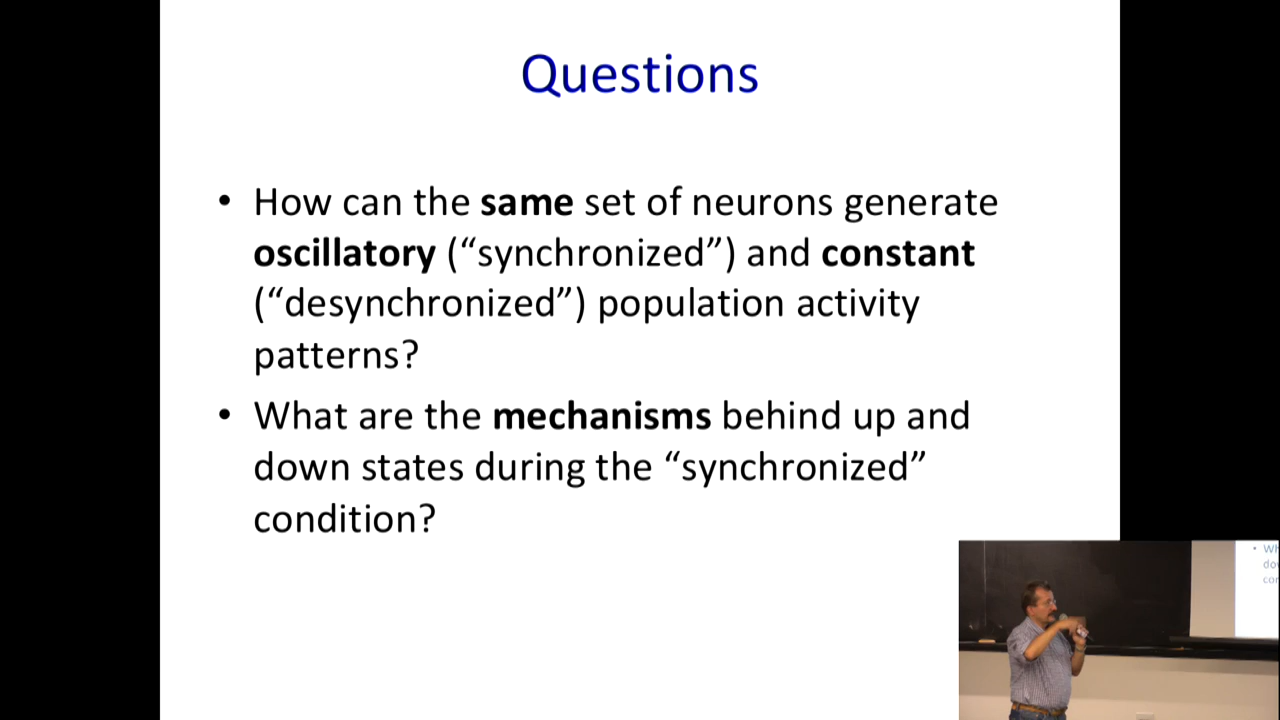 Questions
• How can the same set of neurons generate
oscillatory (“synchronized”) and constant
(“desynchronized”) population activity
patterns?
• What are the mechanisms behind up and
down states during the “synchronized”
condition?